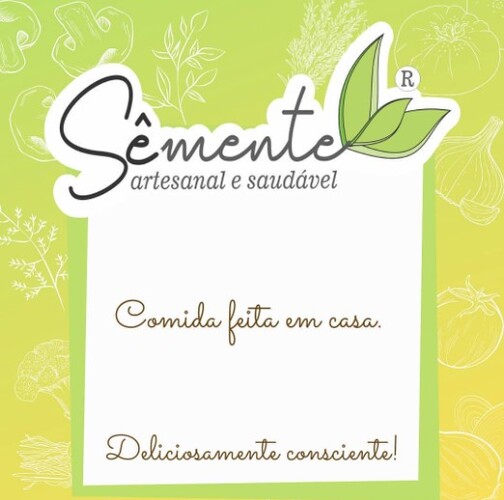 Sêmente ®
artesanal e saudável
Comida feita em casa.
Deliciosamente consciente!